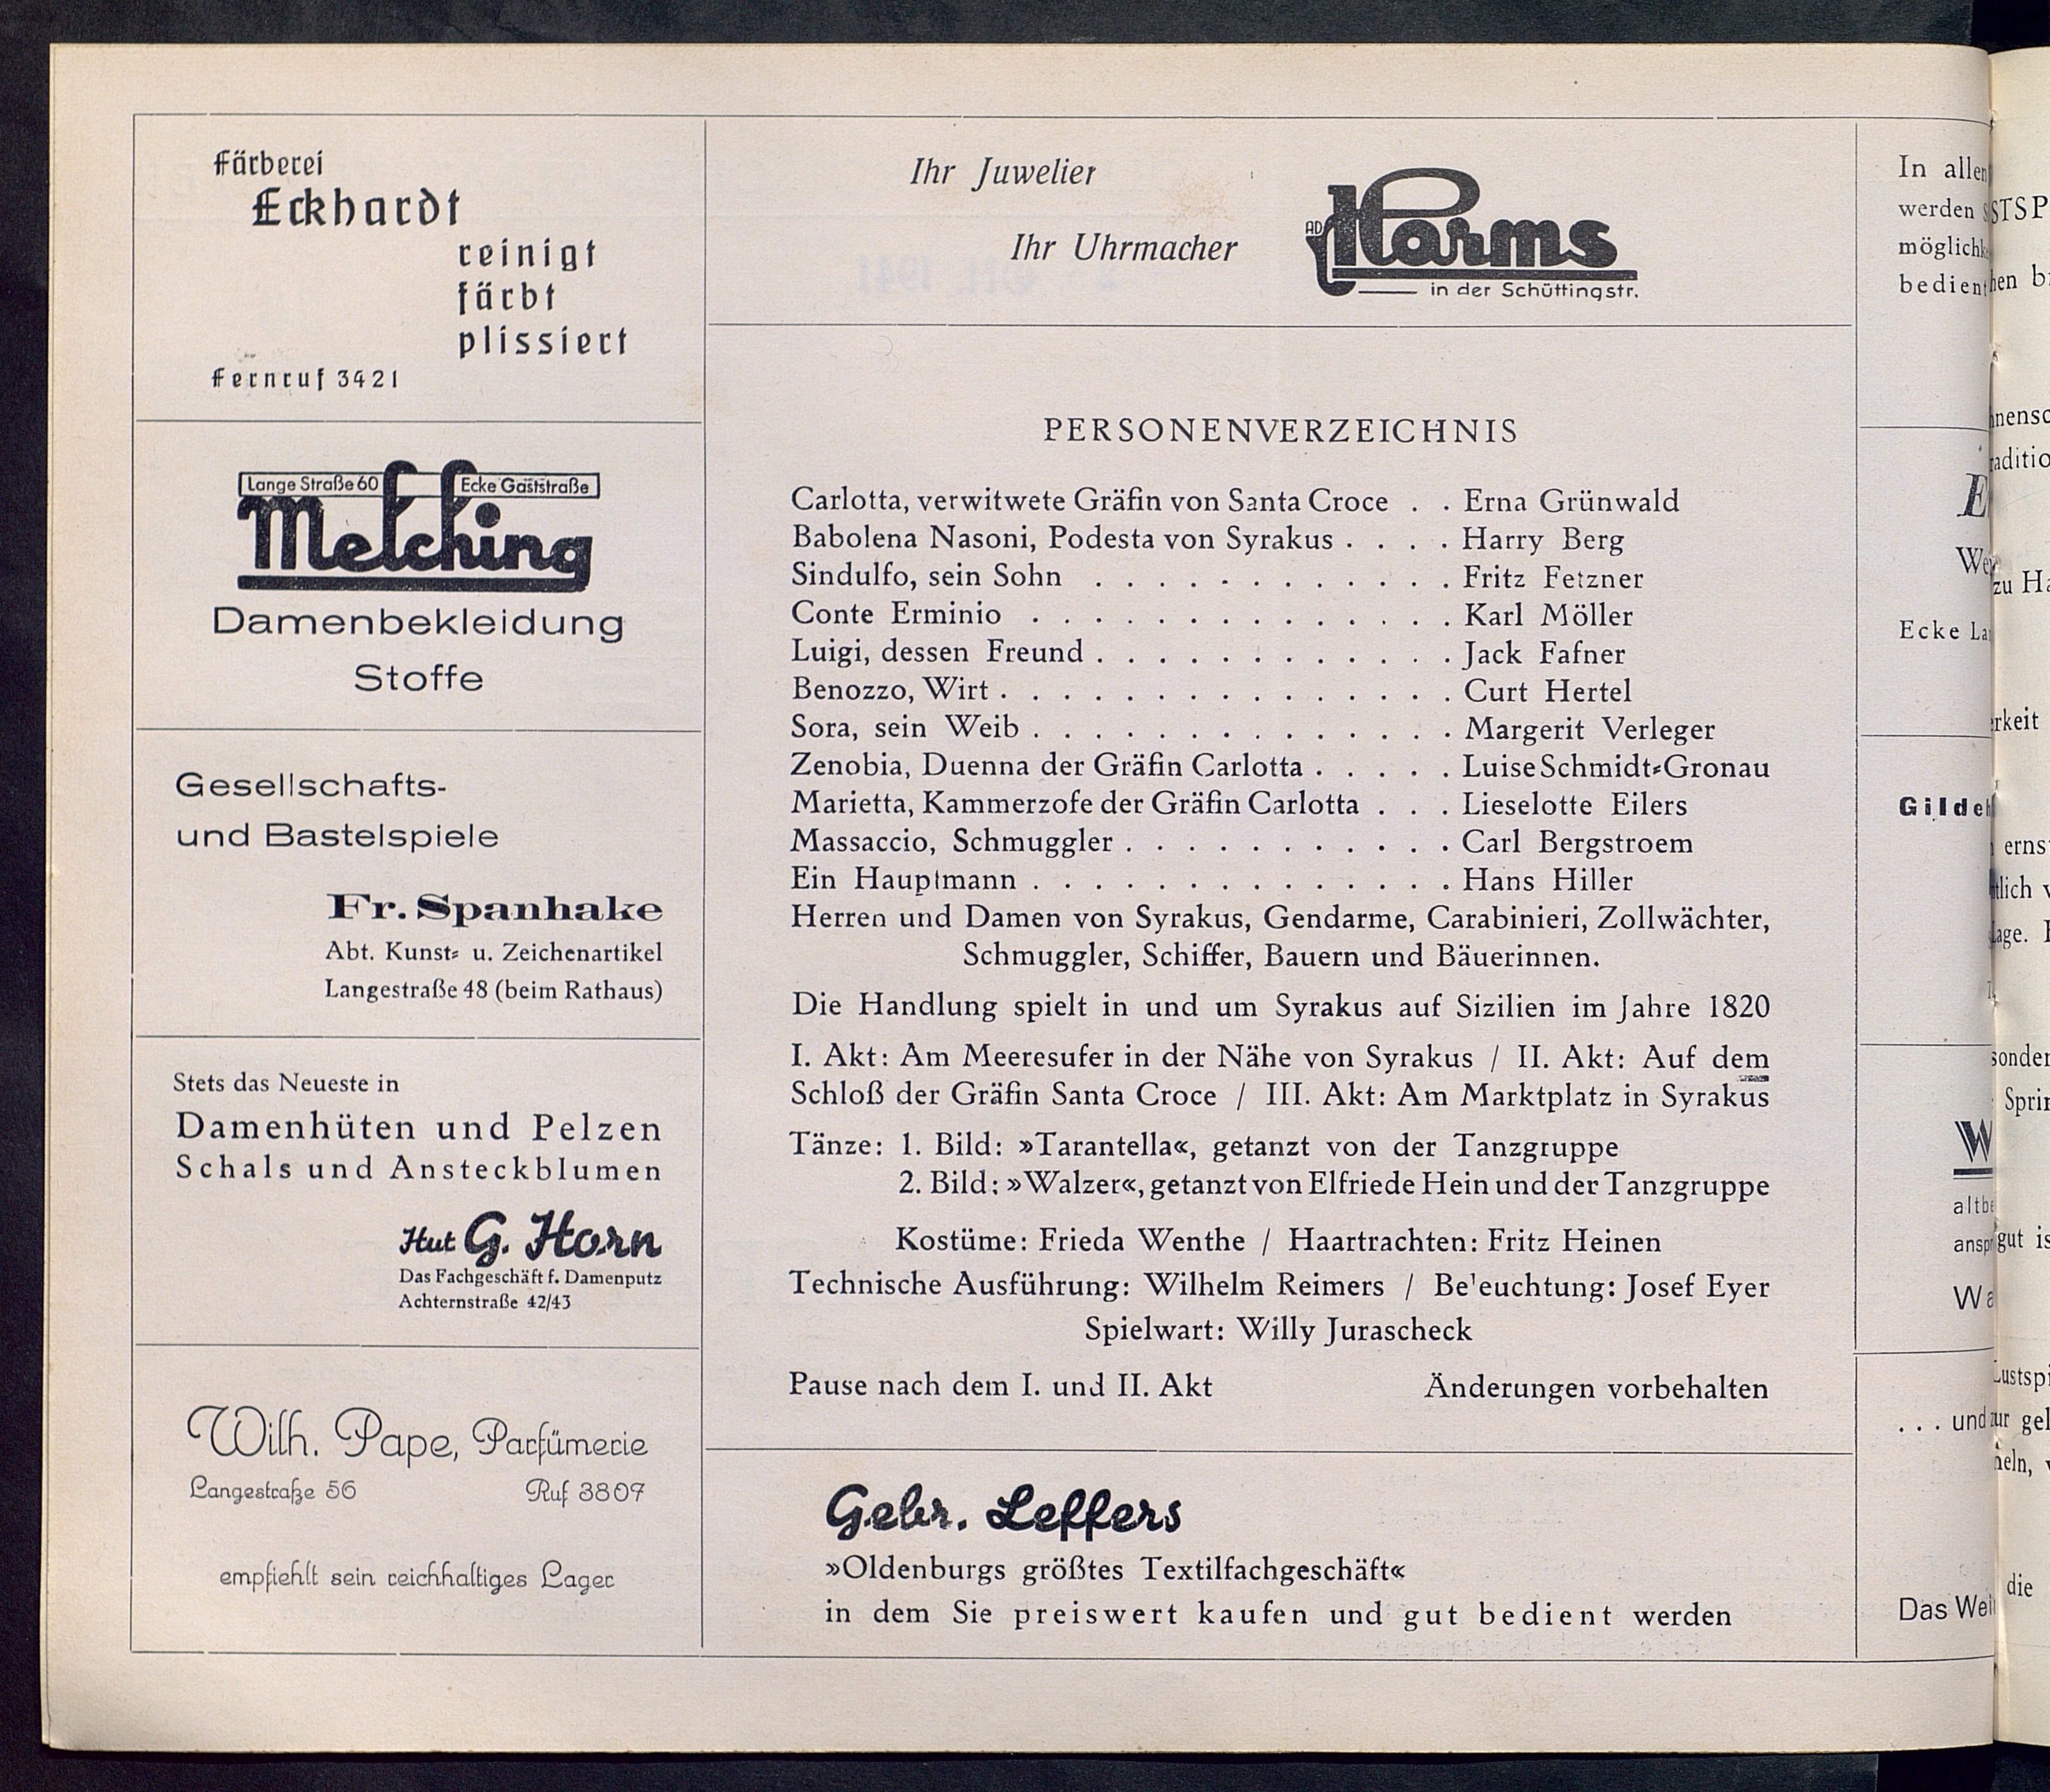 Färberei
Eckhardt
reinigt
färbt
plissiert
Fernruf 3421
Lange Straße 60 Ecke Gaststraße
Melching
Damenbekleidung
Stoffe
Gesellschafts-
und Bastelspiele
Fr. Spanhake
Abt. Kunst- u. Zeichenartikel
Langestraße 48 (beim Rathaus)
Stets das Neueste in
Damenhüten und Pelzen
Schals und Ansteckblumen
Hut G. Horn
Das Fachgeschäft f. Damenputz
Achternstraße 42/43
Wilh. Pape, Parfümerie
Langestraße 56 Ruf 3807
empfiehlt sein reichhaltiges Lager
Ihr Juwelier
Ihr Uhrmacher
AD Harms
in der Schüttingstr.
PERSONENVERZEICHNIS
Carlotta, verwitwete Gräfin von Santa Croce . . Erna Grünwald
Babolena Nasoni, Podesta von Syrakus . . . . Harry Berg
Sindulfo, sein Sohn . . . . . . . . . . . . Fritz Fetzner
Conte Erminio . . . . . . . . . . . . . . Karl Möller
Luigi, dessen Freund . . . . . . . . . . . . Jack Fafner
Benozzo, Wirt . . . . . . . . . . . . . . . Curt Hertel
Sora, sein Weib . . . . . . . . . . . . . . Margerit Verleger
Zenobia, Duenna der Gräfin Carlotta . . . . . Luise Schmidt-Gronau
Marietta, Kammerzofe der Gräfin Carlotta . . . Lieselotte Eilers
Massaccio, Schmuggler . . . . . . . . . . . Carl Bergstroem
Ein Hauptmann . . . . . . . . . . . . . . Hans Hiller
Herren und Damen von Syrakus, Gendarme, Carabinieri, Zollwächter,
Schmuggler, Schiffer, Bauern und Bäuerinnen.
Die Handlung spielt in und um Syrakus auf Sizilien im Jahre 1820
I. Akt: Am Meeresufer in der Nähe von Syrakus / II. Akt: Auf dem
Schloß der Gräfin Santa Croce / III. Akt: Am Marktplatz in Syrakus
Tänze: 1. Bild: »Tarantella«, getanzt von der Tanzgruppe
2. Bild: »Walzer«, getanzt von Elfriede Hein und der Tanzgruppe
Kostüme: Frieda Wenthe / Haartrachten: Fritz Heinen
Technische Ausführung: Wilhelm Reimers / Be'euchtung: Josef Eyer
Spielwart: Willy Jurascheck
Pause nach dem I. und II. Akt Änderungen vorbehalten
Gebr. Leffers
»Oldenburgs größtes Textilfachgeschäft«
in dem Sie preiswert kaufen und gut bedient werden
In allen
werden
bedient
Ecke
. . . und
Das
zu
erkeit
gut
die